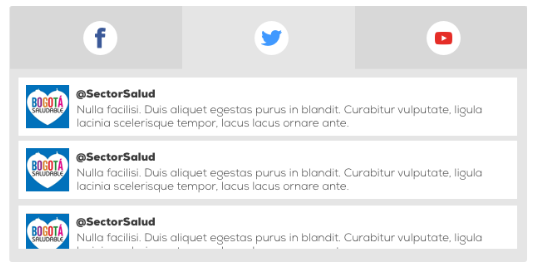 BOGOTÁ
SALUDABLE
@SectorSalud
Nulla facilisi. Duis aliquet egestas purus in blandit. Curabitur vulputate, ligula
lacinia scelerisque tempor, lacus lacus ornare ante.
BOGOTÁ
SALUDABLE
@SectorSalud
Nulla facilisi. Duis aliquet egestas purus in blandit. Curabitur vulputate, ligula
lacinia scelerisque tempor, lacus lacus ornare ante.
BOGOTÁ
SALUDABLE
@SectorSalud
Nulla facilisi. Duis aliquet egestas purus in blandit. Curabitur vulputate, ligula